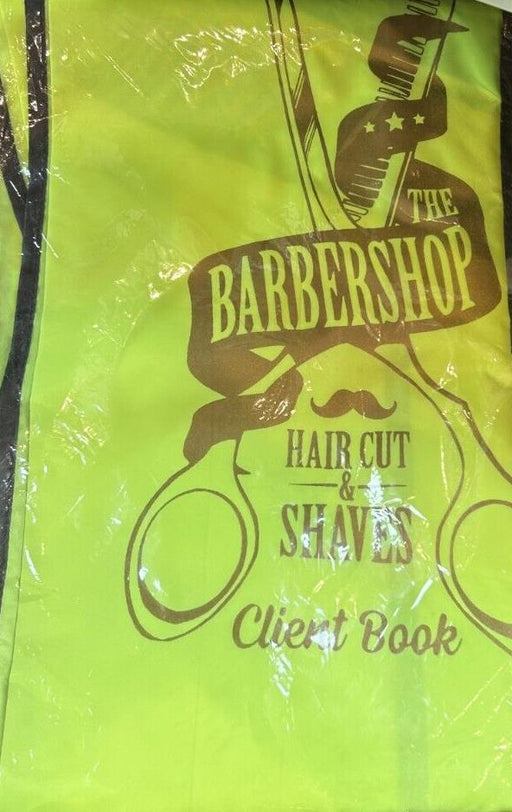 THE
BARBERSHOP
HAIR CUT
&
SHAVES
Client Book